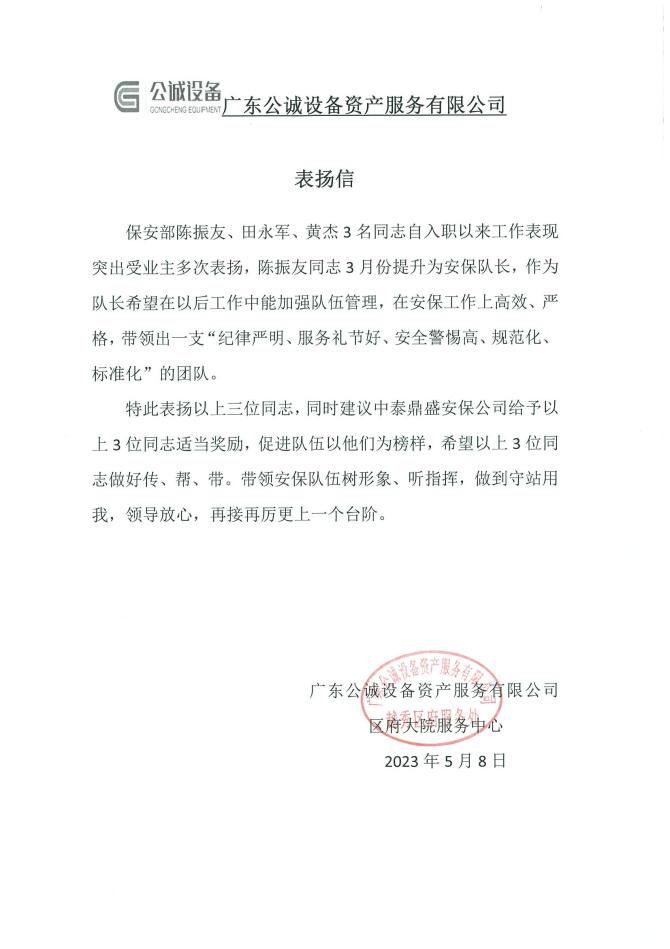 公诚设备
GONGCHENG EQUIPMENT
广东公诚设备资产服务有限公司
表扬信
保安部陈振友、田永军、黄杰 3 名同志自入职以来工作表现
突出受业主多次表扬，陈振友同志 3 月份提升为安保队长，作为
队长希望在以后工作中能加强队伍管理，在安保工作上高效、严
格，带领出一支“纪律严明、服务礼节好、安全警惕高、规范化、
标准化”的团队。
特此表扬以上三位同志，同时建议中泰鼎盛安保公司给予以
上 3 位同志适当奖励，促进队伍以他们为榜样，希望以上 3 位同
志做好传、帮、带。带领安保队伍树形象、听指挥，做到守站用
我，领导放心，再接再厉更上一个台阶。
广东公诚设备资产服务有限公司
越秀区府服务处
广东公诚设备资产服务有限公司
区府大院服务中心
2023 年 5 月 8 日